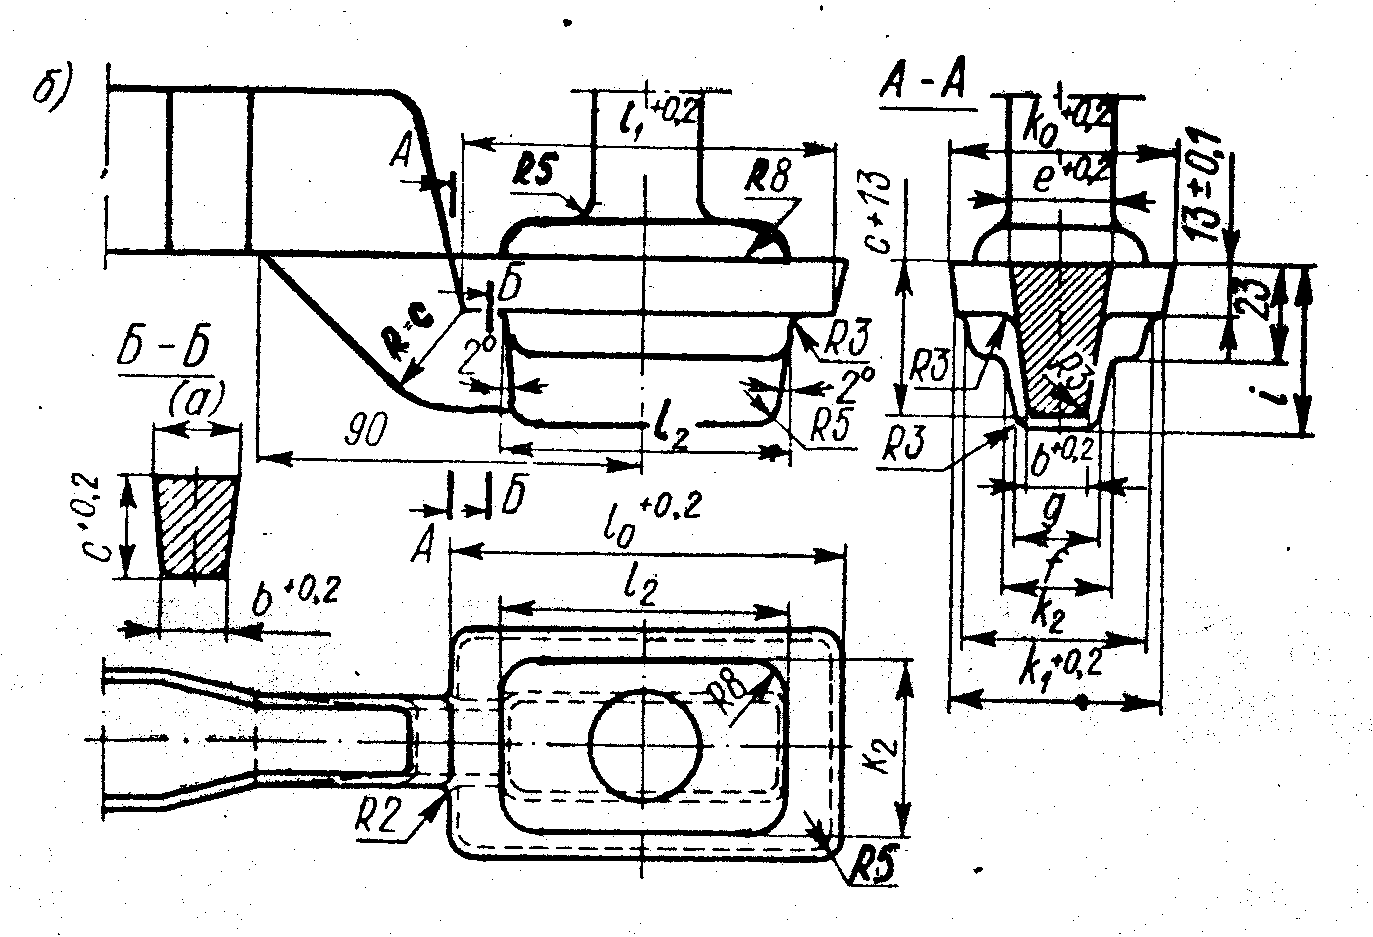 б)
А
l₁+0,2
R5
R8
Б
R=c
2°
R3
2°
R5
90
l₂
А
Б
А - А
k₀+0,2
e+0,2
13±0,1
c+13
23
i
R3
R3
R3
b+0,2
g
f
k₂
k₁+0,2
Б - Б
(а)
c+0,2
b+0,2
l₀+0,2
l₂
R8
k₂
R2
R5